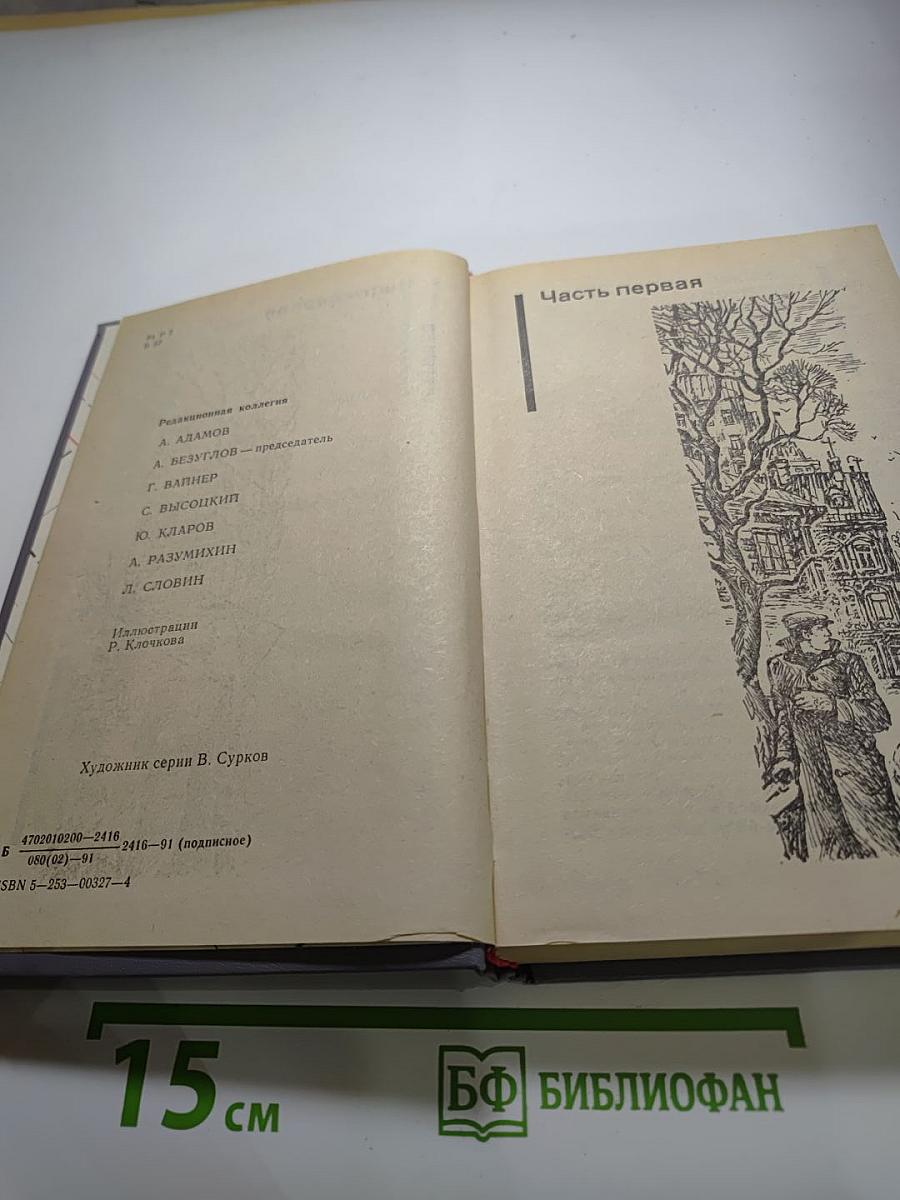 Редакционная коллегия
А. АДАМОВ
А. БЕЗУГЛОВ — председатель
Г. ВАЙНЕР
С. ВЫСОЦКИЙ
Ю. КЛАРОВ
А. РАЗУМИХИН
Л. СЛОВИН
Иллюстрации
Р. Клочкова
Художник серии В. Сурков
Б 4702010200—2416
080(02)—91
2416—91 (подписное)
ISBN 5—253—00327—4
Часть первая
15 см
БФ БИБЛИОФАН